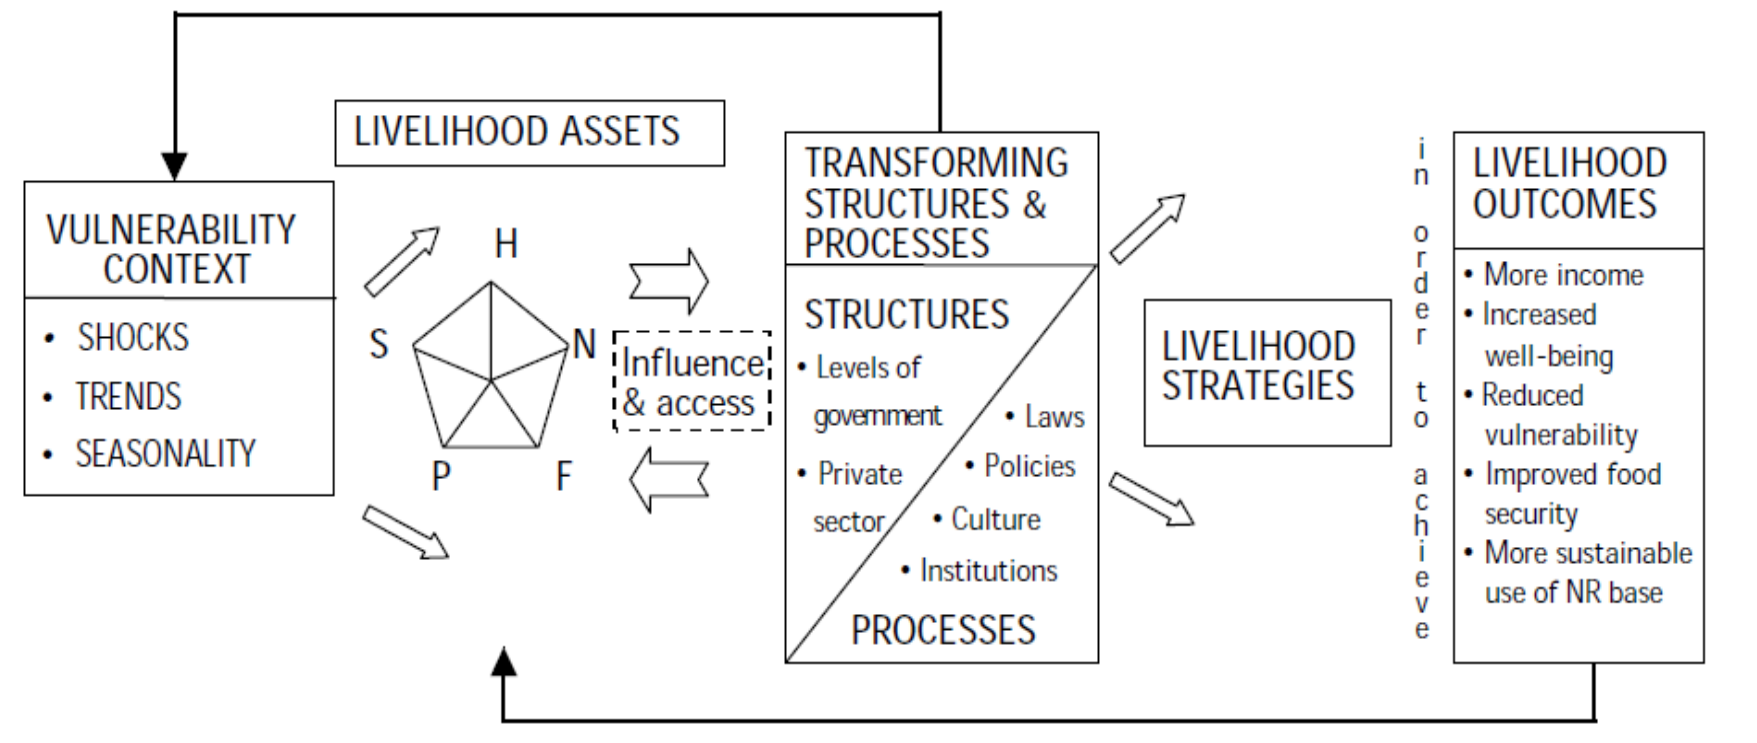 LIVELIHOOD ASSETS
VULNERABILITY
CONTEXT
• SHOCKS
• TRENDS
• SEASONALITY
H
S
N
P
F
Influence
& access
TRANSFORMING
STRUCTURES &
PROCESSES
STRUCTURES
• Levels of
government
• Private
sector
• Laws
• Policies
• Culture
• Institutions
PROCESSES
LIVELIHOOD
STRATEGIES
in order to achieve
LIVELIHOOD
OUTCOMES
• More income
• Increased
well-being
• Reduced
vulnerability
• Improved food
security
• More sustainable
use of NR base